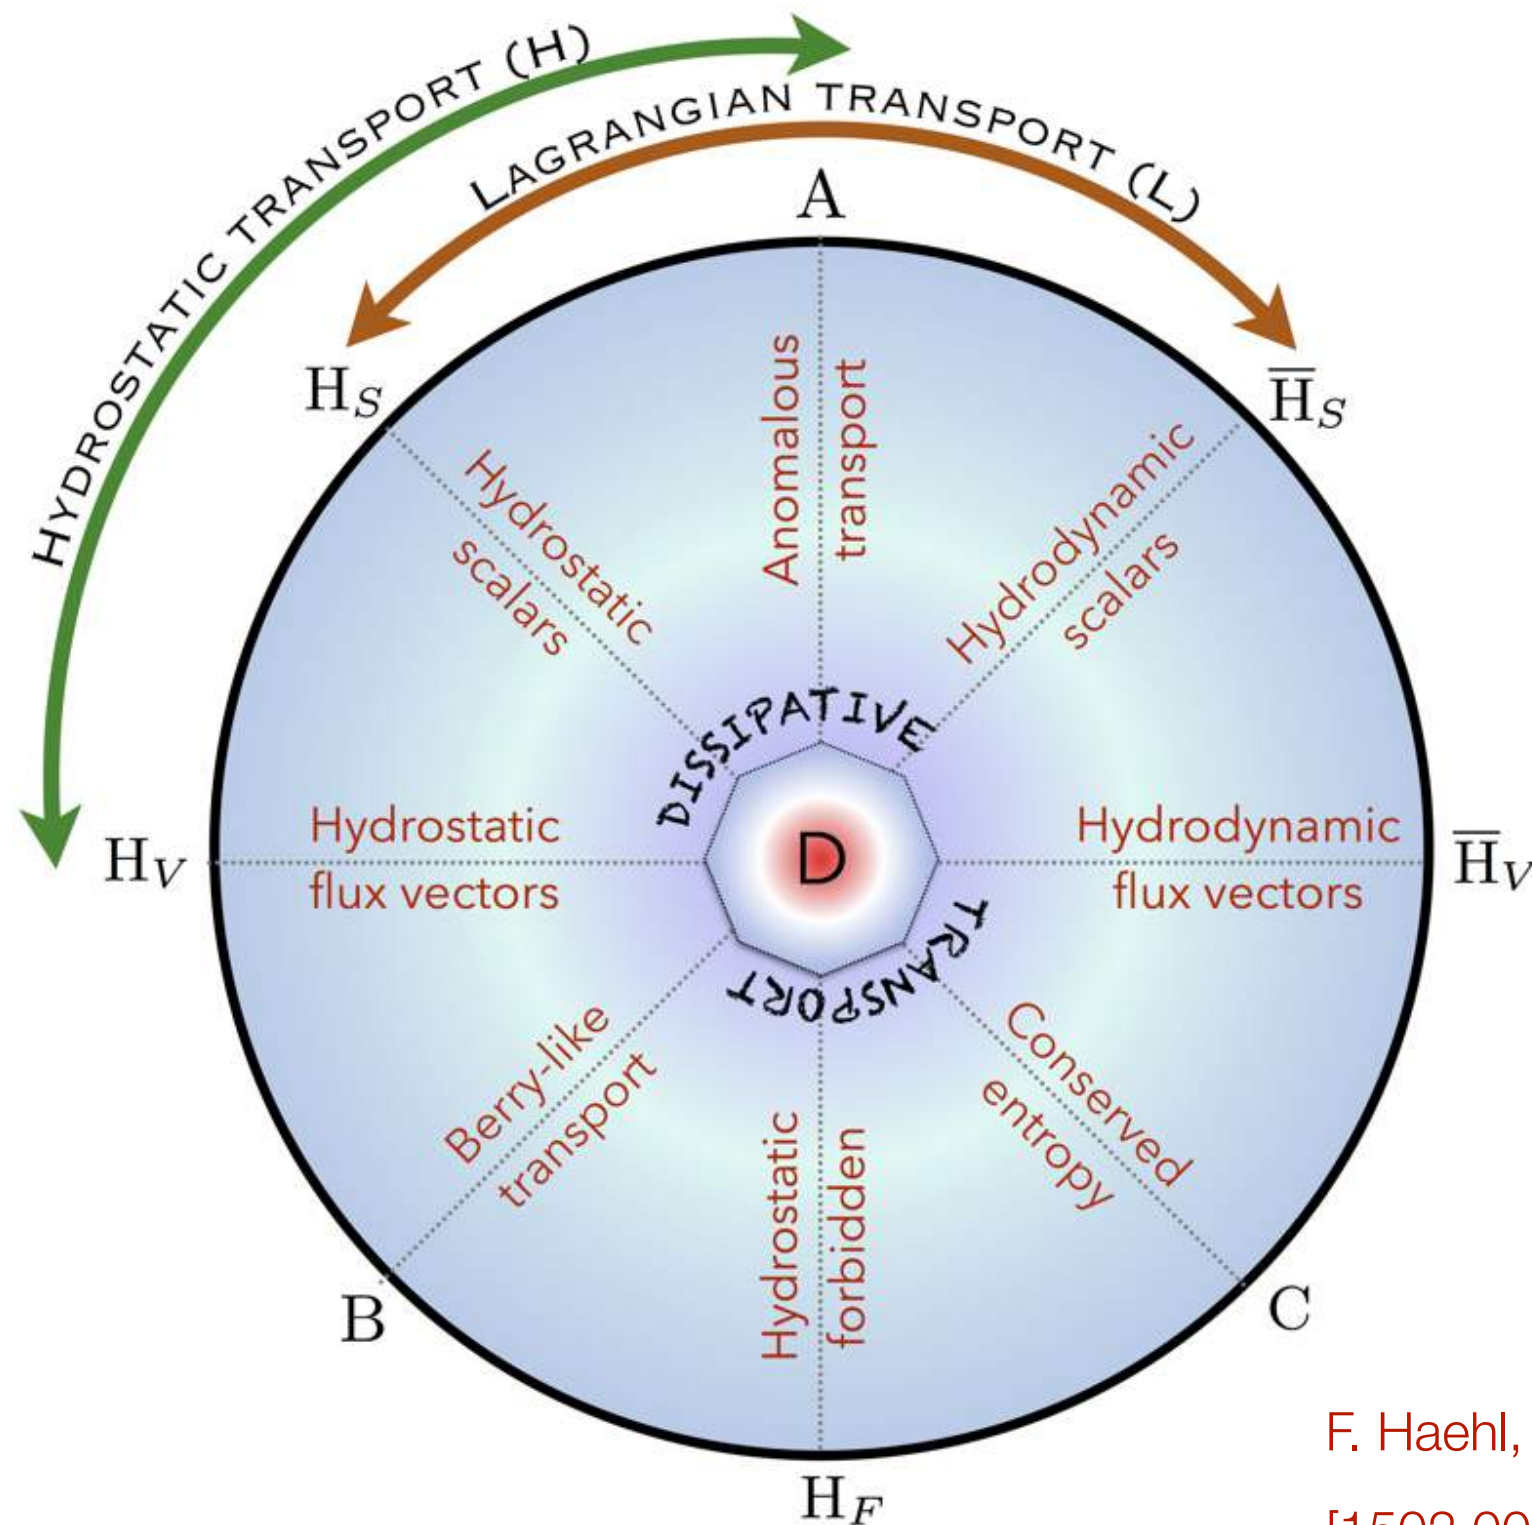 HYDROSTATIC TRANSPORT (H)
LAGRANGIAN TRANSPORT (L)
A
H_S
H̅_S
Anomalous
transport
Hydrostatic
scalars
Hydrodynamic
scalars
DISSIPATIVE
D
TRANSPORT
H_V
Hydrostatic
flux vectors
Hydrodynamic
flux vectors
H̅_V
Berry-like
transport
Hydrostatic
forbidden
Conserved
entropy
B
C
H_F
F. Haehl,